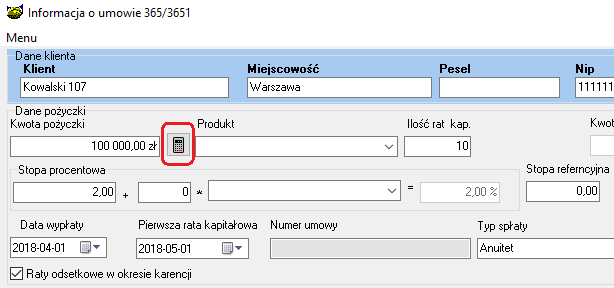 Informacja o umowie 365/3651
Menu
Dane klienta
Klient Miejscowość Pesel Nip
Kowalski 107 Warszawa 111111
Dane pożyczki
Kwota pożyczki Produkt Ilość rat kap. Kwot
100 000,00 zł 10
Stopa procentowa Stopa referncyjna
2,00 + 0 * = 2,00 % 0,00
Data wypłaty Pierwsza rata kapitałowa Numer umowy Typ spłaty
2018-04-01 2018-05-01 Anuitet
Raty odsetkowe w okresie karencji